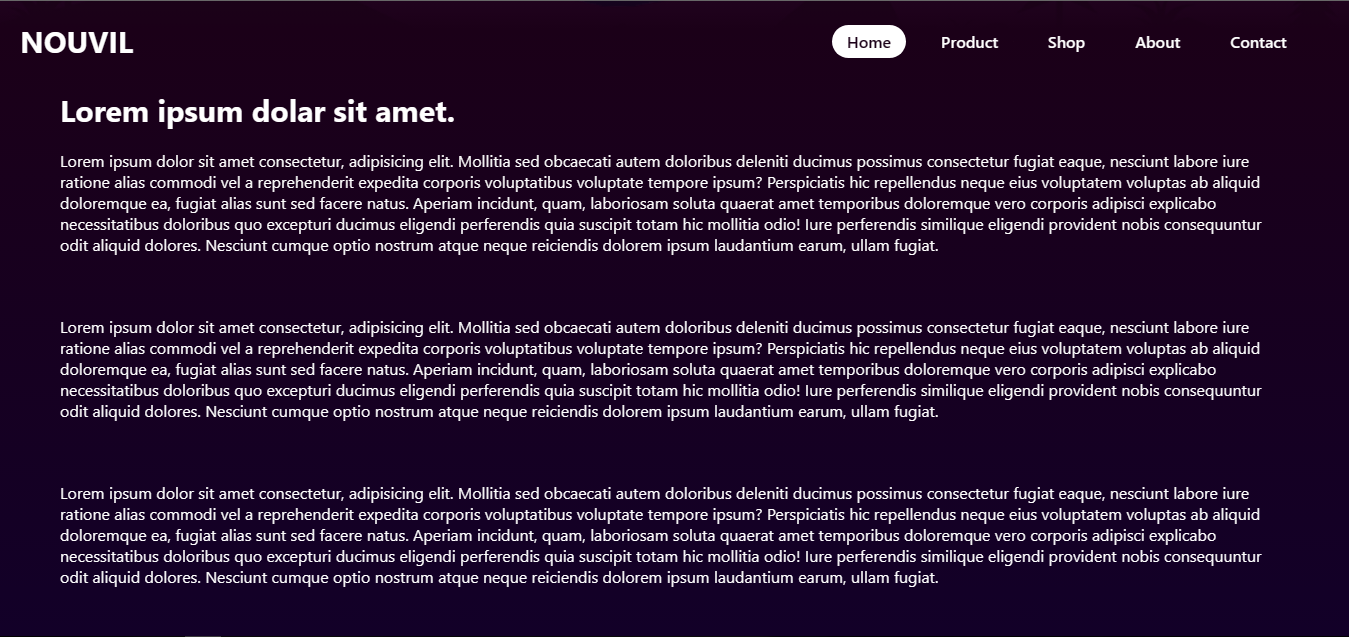 NOUVIL
Home Product Shop About Contact
Lorem ipsum dolar sit amet.
Lorem ipsum dolor sit amet consectetur, adipisicing elit. Mollitia sed obcaecati autem doloribus deleniti ducimus possimus consectetur fugiat eaque, nesciunt labore iure
ratione alias commodi vel a reprehenderit expedita corporis voluptatibus voluptate tempore ipsum? Perspiciatis hic repellendus neque eius voluptatem voluptas ab aliquid
doloremque ea, fugiat alias sunt sed facere natus. Aperiam incidunt, quam, laboriosam soluta quaerat amet temporibus doloremque vero corporis adipisci explicabo
necessitatibus doloribus quo excepturi ducimus eligendi perferendis quia suscipit totam hic mollitia odio! Iure perferendis similique eligendi provident nobis consequuntur
odit aliquid dolores. Nesciunt cumque optio nostrum atque neque reiciendis dolorem ipsum laudantium earum, ullam fugiat.
Lorem ipsum dolor sit amet consectetur, adipisicing elit. Mollitia sed obcaecati autem doloribus deleniti ducimus possimus consectetur fugiat eaque, nesciunt labore iure
ratione alias commodi vel a reprehenderit expedita corporis voluptatibus voluptate tempore ipsum? Perspiciatis hic repellendus neque eius voluptatem voluptas ab aliquid
doloremque ea, fugiat alias sunt sed facere natus. Aperiam incidunt, quam, laboriosam soluta quaerat amet temporibus doloremque vero corporis adipisci explicabo
necessitatibus doloribus quo excepturi ducimus eligendi perferendis quia suscipit totam hic mollitia odio! Iure perferendis similique eligendi provident nobis consequuntur
odit aliquid dolores. Nesciunt cumque optio nostrum atque neque reiciendis dolorem ipsum laudantium earum, ullam fugiat.
Lorem ipsum dolor sit amet consectetur, adipisicing elit. Mollitia sed obcaecati autem doloribus deleniti ducimus possimus consectetur fugiat eaque, nesciunt labore iure
ratione alias commodi vel a reprehenderit expedita corporis voluptatibus voluptate tempore ipsum? Perspiciatis hic repellendus neque eius voluptatem voluptas ab aliquid
doloremque ea, fugiat alias sunt sed facere natus. Aperiam incidunt, quam, laboriosam soluta quaerat amet temporibus doloremque vero corporis adipisci explicabo
necessitatibus doloribus quo excepturi ducimus eligendi perferendis quia suscipit totam hic mollitia odio! Iure perferendis similique eligendi provident nobis consequuntur
odit aliquid dolores. Nesciunt cumque optio nostrum atque neque reiciendis dolorem ipsum laudantium earum, ullam fugiat.